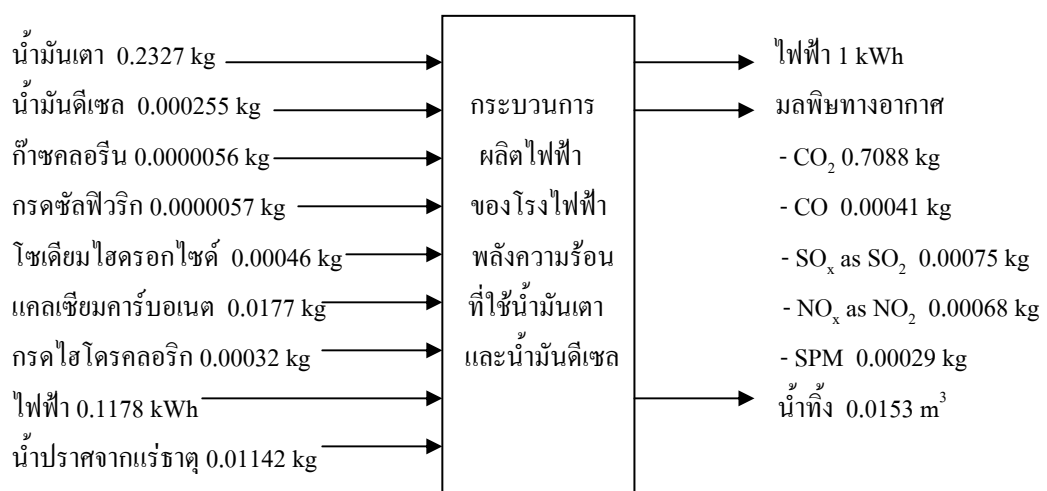 น้ำมันเตา 0.2327 kg
น้ำมันดีเซล 0.000255 kg
ก๊าซคลอรีน 0.0000056 kg
กรดซัลฟิวริก 0.0000057 kg
โซเดียมไฮดรอกไซด์ 0.00046 kg
แคลเซียมคาร์บอเนต 0.0177 kg
กรดไฮโดรคลอริก 0.00032 kg
ไฟฟ้า 0.1178 kWh
น้ำปราศจากแร่ธาตุ 0.01142 kg
กระบวนการ
ผลิตไฟฟ้า
ของโรงไฟฟ้า
พลังความร้อน
ที่ใช้น้ำมันเตา
และน้ำมันดีเซล
ไฟฟ้า 1 kWh
มลพิษทางอากาศ
- CO₂ 0.7088 kg
- CO 0.00041 kg
- SOₓ as SO₂ 0.00075 kg
- NOₓ as NO₂ 0.00068 kg
- SPM 0.00029 kg
น้ำทิ้ง 0.0153 m³